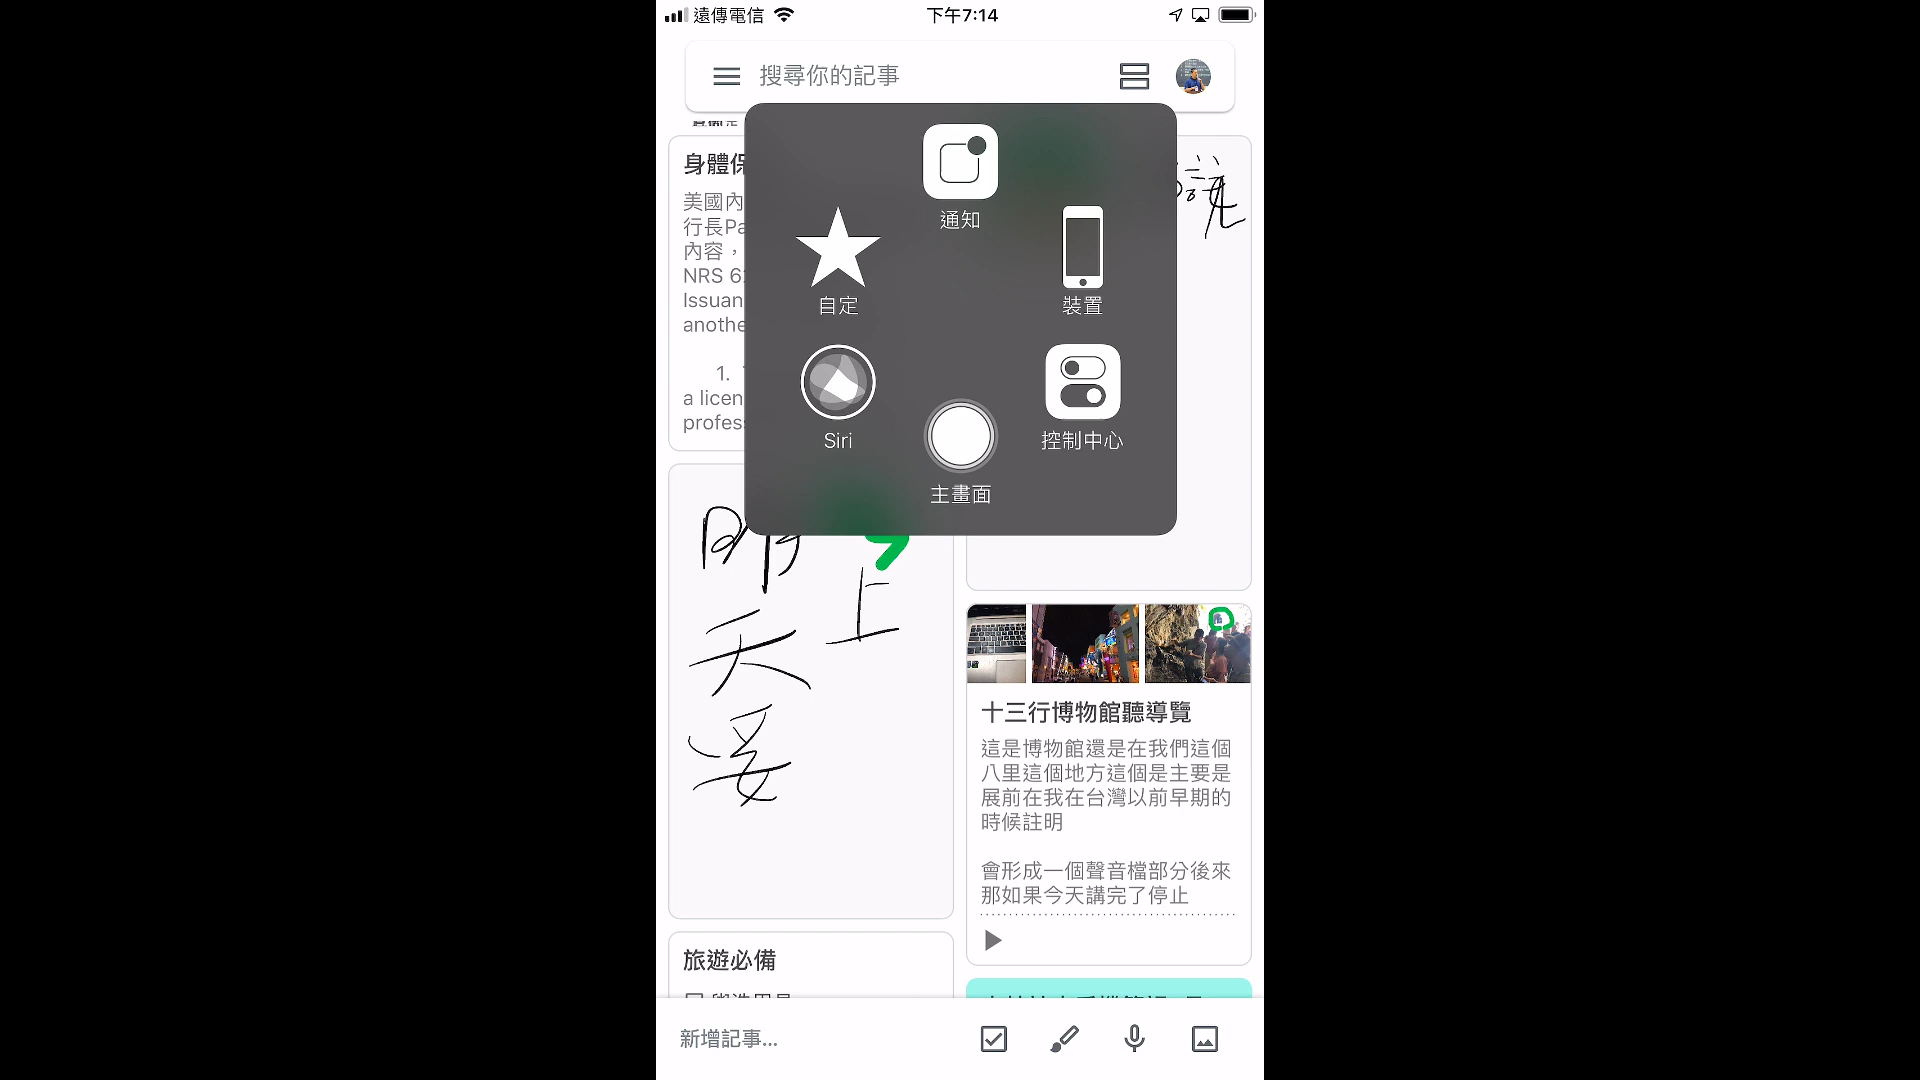 遠傳電信
下午7:14
搜尋你的記事
身體保
美國內
行長Pa
內容，
NRS 6
Issuan
anothe
1.
a licen
profes
通知
自定
裝置
Siri
控制中心
主畫面
明
天
上
十三行博物館聽導覽
這是博物館還是在我們這個
八里這個地方這個是主要是
展前在我在台灣以前早期的
時候註明
會形成一個聲音檔部分後來
那如果今天講完了停止
旅遊必備
新增記事...